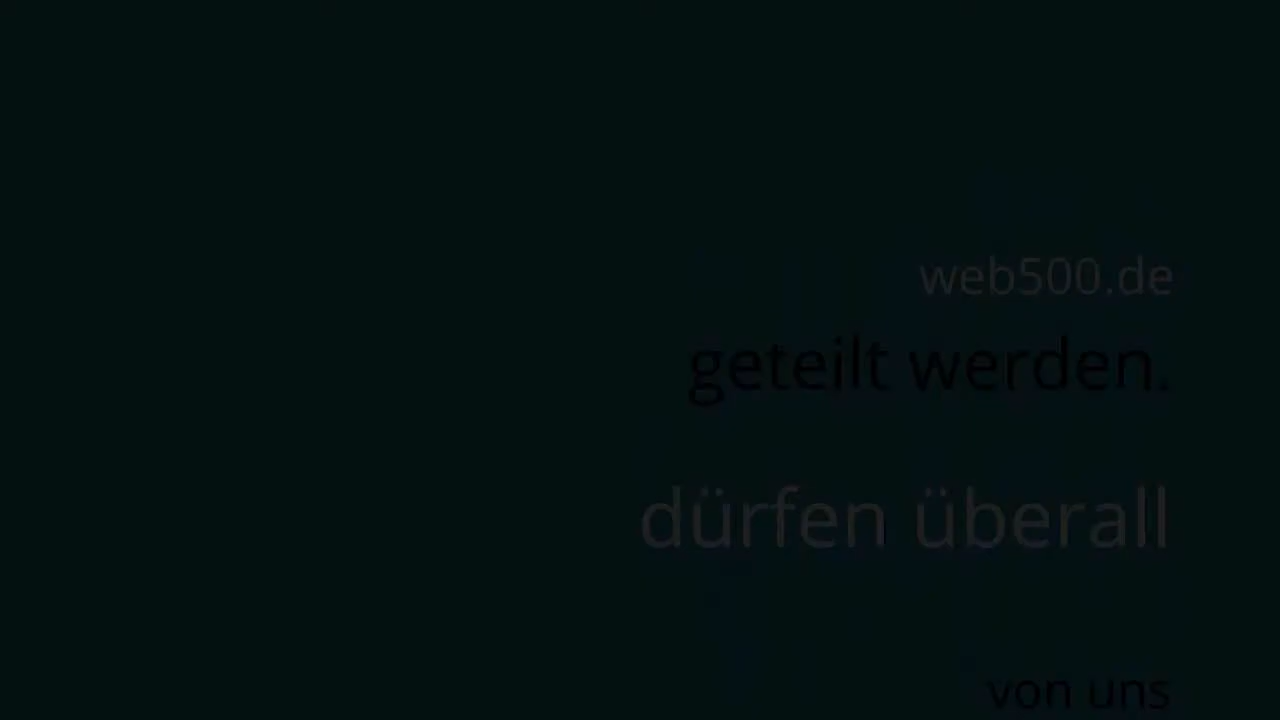 web500.de
geteilt werden.
dürfen überall
von uns